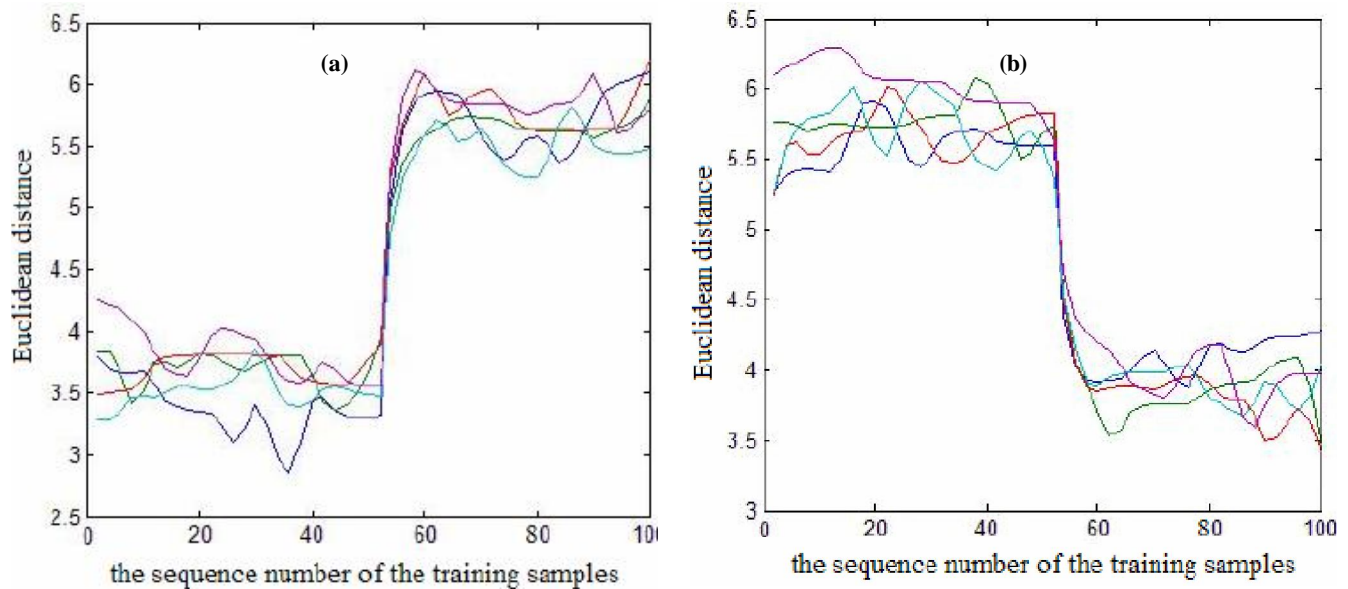 (a)
6.5
6
5.5
5
4.5
4
3.5
3
2.5
0 20 40 60 80 100
Euclidean distance
the sequence number of the training samples
(b)
6.5
6
5.5
5
4.5
4
3.5
3
0 20 40 60 80 100
Euclidean distance
the sequence number of the training samples